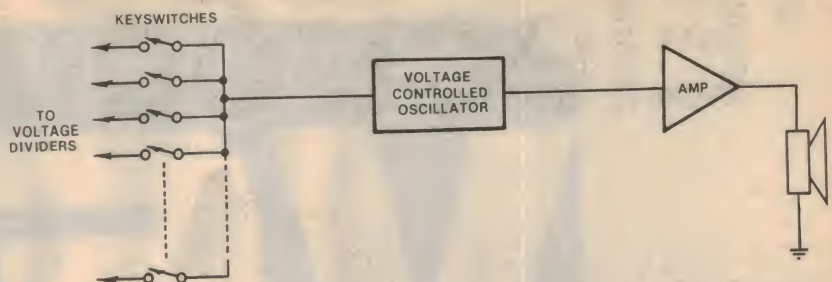 KEYSWITCHES
TO
VOLTAGE
DIVIDERS
VOLTAGE
CONTROLLED
OSCILLATOR
AMP